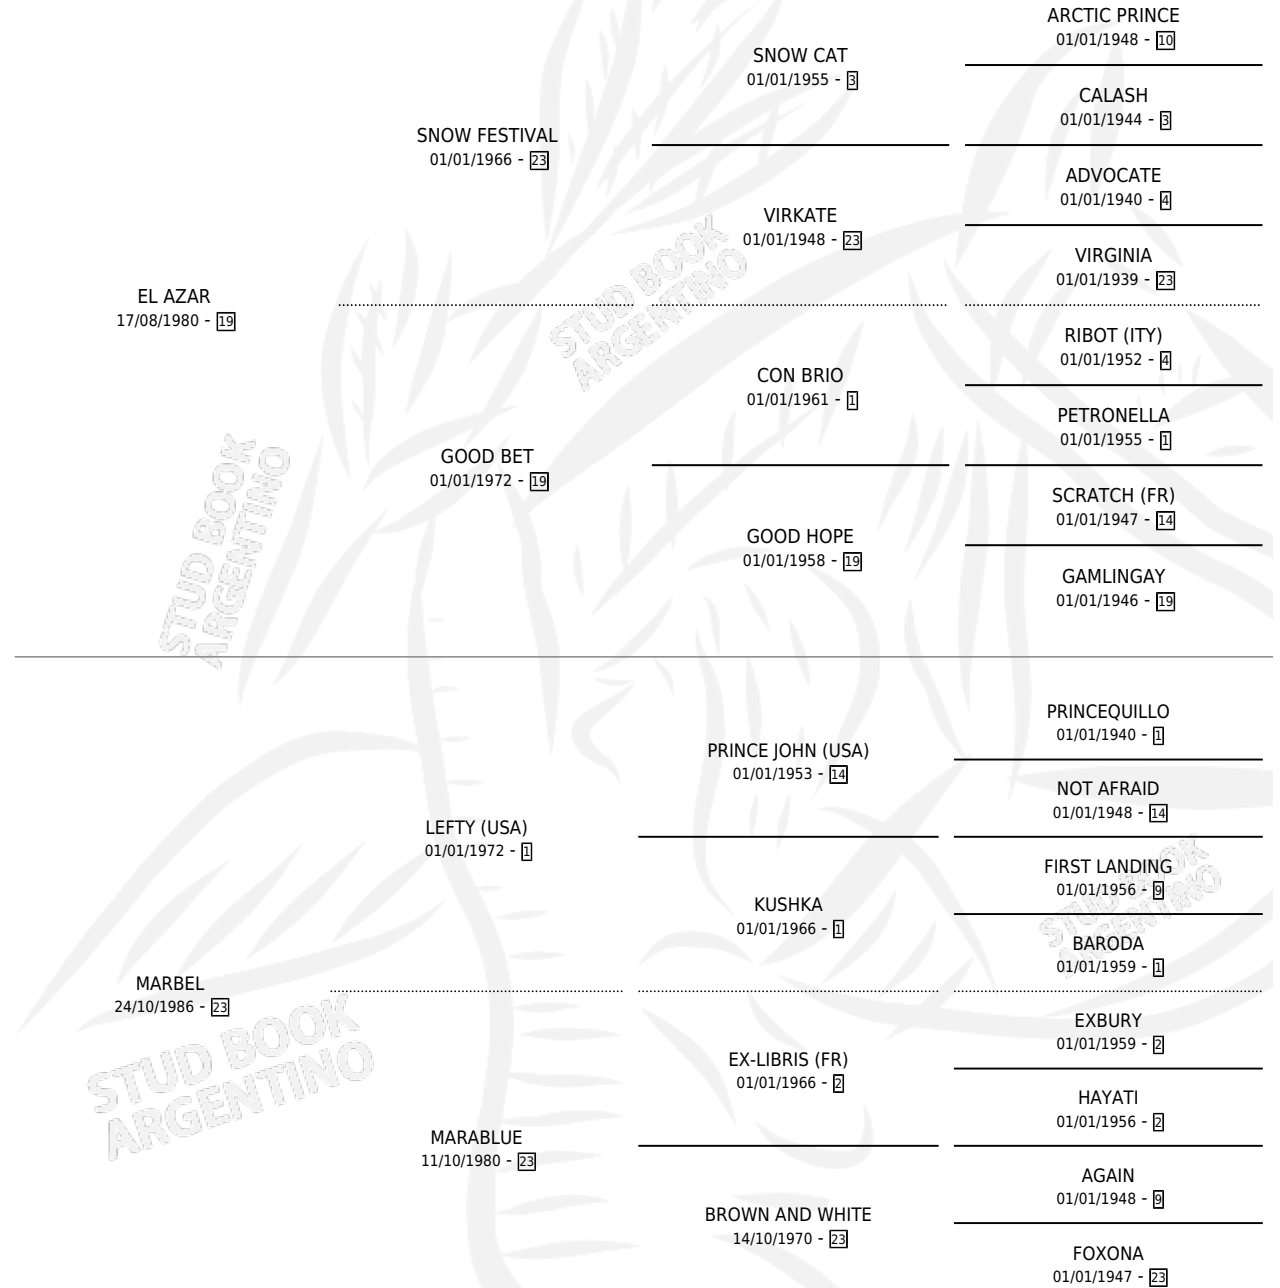 ARCTIC PRINCE
01/01/1948 - 10
SNOW CAT
01/01/1955 - 3
CALASH
01/01/1944 - 3
SNOW FESTIVAL
01/01/1966 - 23
ADVOCATE
01/01/1940 - 4
VIRKATE
01/01/1948 - 23
VIRGINIA
01/01/1939 - 23
EL AZAR
17/08/1980 - 19
RIBOT (ITY)
01/01/1952 - 4
CON BRIO
01/01/1961 - 1
PETRONELLA
01/01/1955 - 1
GOOD BET
01/01/1972 - 19
SCRATCH (FR)
01/01/1947 - 14
GOOD HOPE
01/01/1958 - 19
GAMLINGAY
01/01/1946 - 19
STUD BOOK
ARGENTINO
STUD BOOK
ARGENTINO
PRINCEQUILLO
01/01/1940 - 1
PRINCE JOHN (USA)
01/01/1953 - 14
NOT AFRAID
01/01/1948 - 14
LEFTY (USA)
01/01/1972 - 1
FIRST LANDING
01/01/1956 - 9
KUSHKA
01/01/1966 - 1
BARODA
01/01/1959 - 1
MARBEL
24/10/1986 - 23
EXBURY
01/01/1959 - 2
EX-LIBRIS (FR)
01/01/1966 - 2
HAYATI
01/01/1956 - 2
MARABLUE
11/10/1980 - 23
AGAIN
01/01/1948 - 9
BROWN AND WHITE
14/10/1970 - 23
FOXONA
01/01/1947 - 23
STUD BOOK
ARGENTINO
STUD BOOK
ARGENTINO